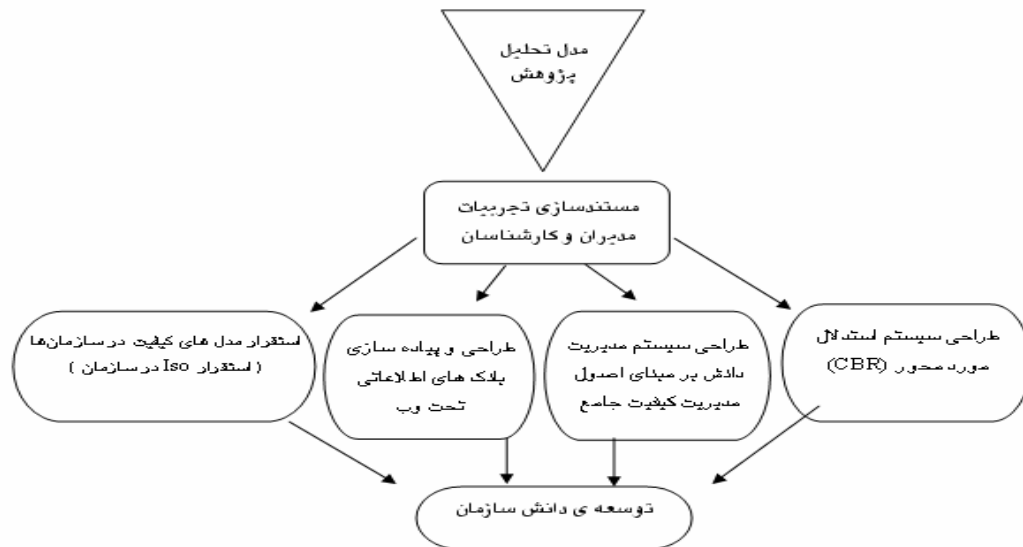 مدل تحلیل
پژوهش
مستندسازی تجربیات
مدیران و کارشناسان
طراحی سیستم استدلال
مورد محور (CBR)
طراحی سیستم مدیریت
دانش بر مبنای اصول
مدیریت کیفیت جامع
طراحی و پیاده سازی
بانک های اطلاعاتی
تحت وب
استقرار مدل های کیفیت در سازمان‌ها
( استقرار Iso در سازمان )
توسعه ی دانش سازمان